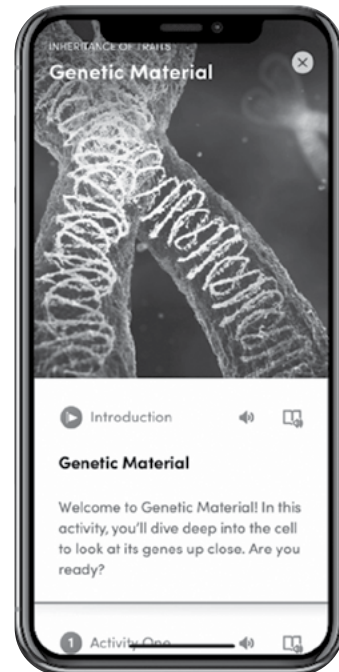 INHERITANCE OF TRAITS
Genetic Material
Introduction
Genetic Material
Welcome to Genetic Material! In this
activity, you'll dive deep into the cell
to look at its genes up close. Are you
ready?
1 Activity One